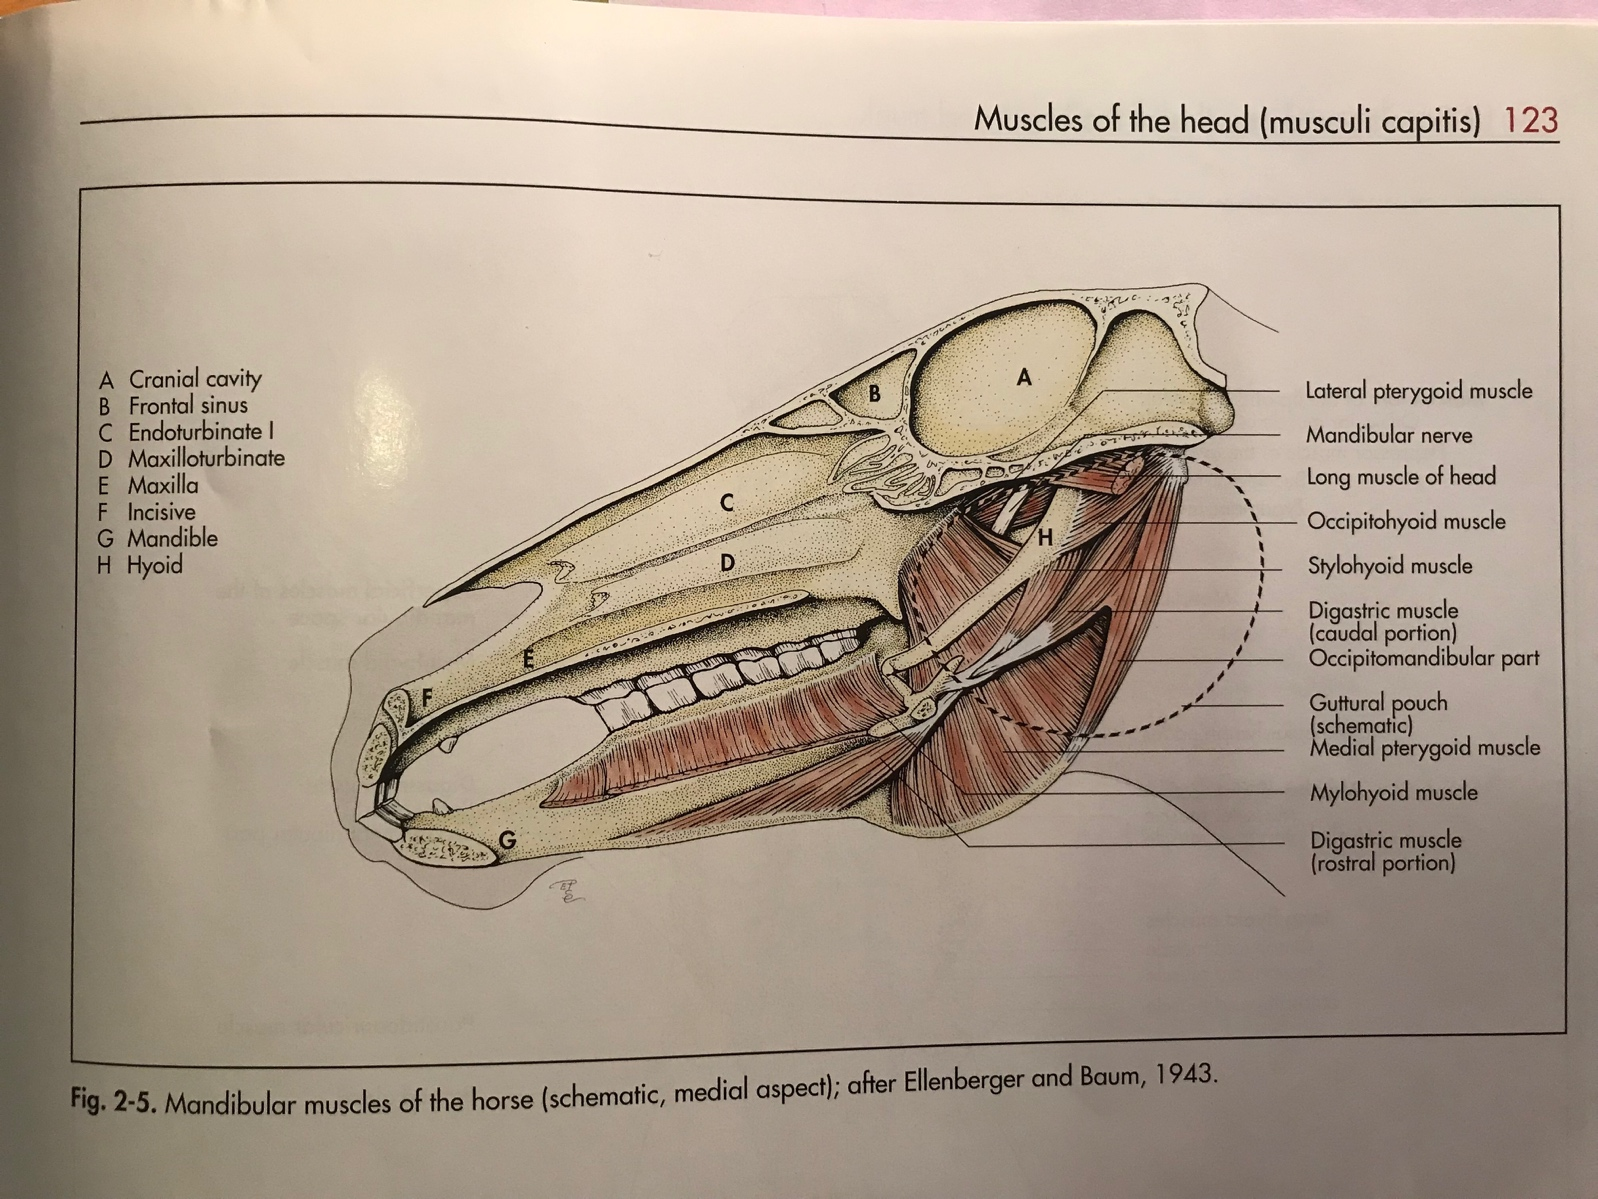 Muscles of the head (musculi capitis) 123
A Cranial cavity
B Frontal sinus
C Endoturbinate I
D Maxilloturbinate
E Maxilla
F Incisive
G Mandible
H Hyoid
A
B
C
D
E
F
G
H
Lateral pterygoid muscle
Mandibular nerve
Long muscle of head
Occipitohyoid muscle
Stylohyoid muscle
Digastric muscle
(caudal portion)
Occipitomandibular part
Guttural pouch
(schematic)
Medial pterygoid muscle
Mylohyoid muscle
Digastric muscle
(rostral portion)
Fig. 2-5. Mandibular muscles of the horse (schematic, medial aspect); after Ellenberger and Baum, 1943.